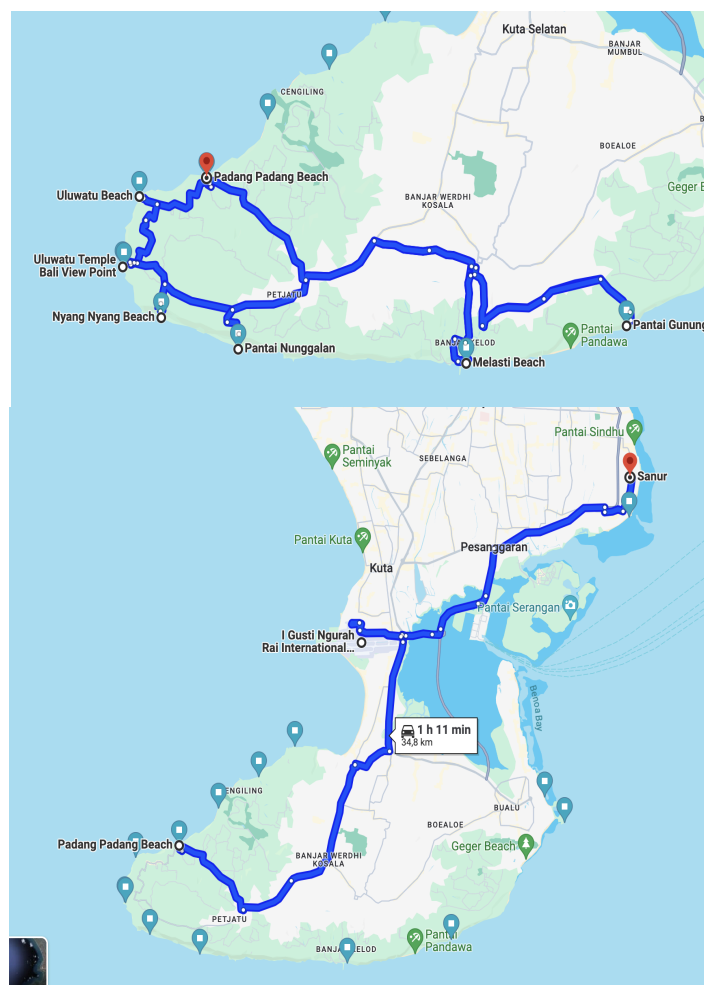 Kuta Selatan
BANJAR
MUMBUL
CENGILING
BOEALOE
Padang Padang Beach
Geger B
Uluwatu Beach
BANJAR WERDHI
KOSALA
Uluwatu Temple
Bali View Point
PETJATU
Nyang Nyang Beach
Pantai Gunung
Pantai
Pandawa
Pantai Nunggalan
BANJ KELOD
Melasti Beach
Pantai Sindhu
Pantai
Seminyak
SEBELANGA
Sanur
Pantai Kuta
Pesanggaran
Kuta
Pantai Serangan
I Gusti Ngurah
Rai International...
Benoa Bay
1 h 11 min
34,8 km
ENGILING
BUALU
BOEALOE
Padang Padang Beach
Geger Beach
BANJAR WERDHI
KOSALA
PETJATU
Pantai
Pandawa
BANJ KELOD